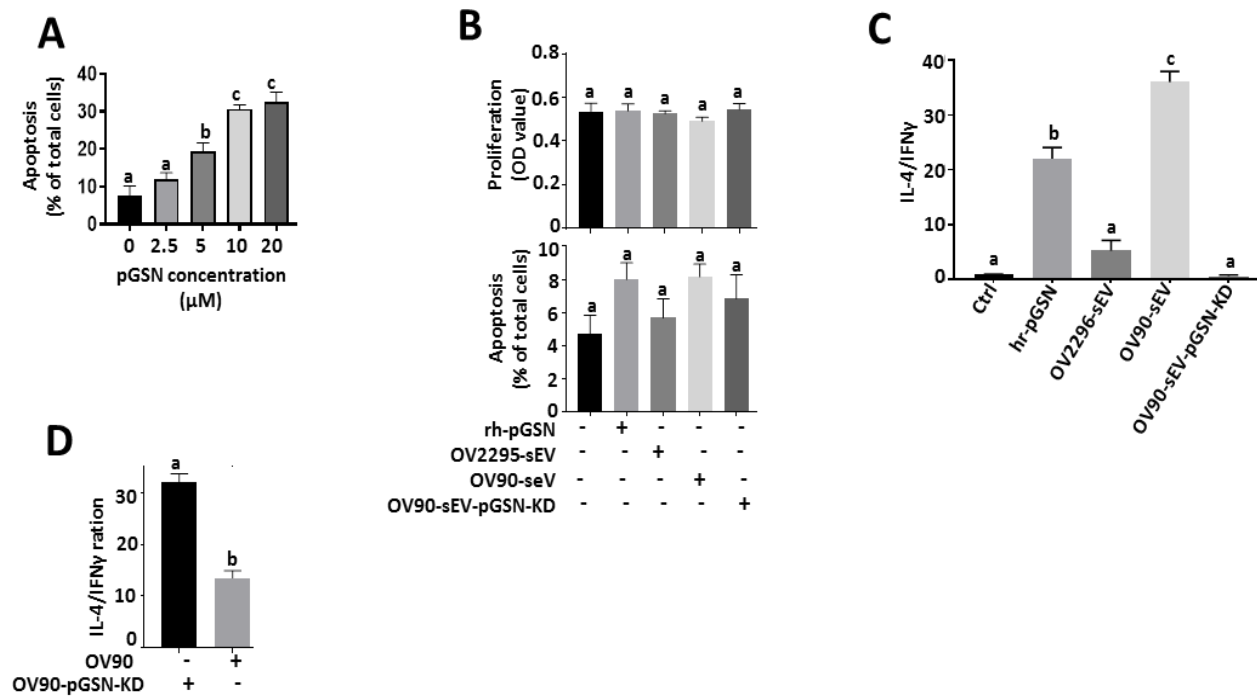 A
Apoptosis
(% of total cells)
40
30
20
10
0
a
a
b
c
c
0 2.5 5 10 20
pGSN concentration
(µM)
B
Proliferation
(OD value)
0.8
0.6
0.4
0.2
0
a a a a a
Apoptosis
(% of total cells)
10
8
6
4
2
0
a a a a a
rh-pGSN - + - - -
OV2295-sEV - - + - -
OV90-seV - - - + -
OV90-sEV-pGSN-KD - - - - +
C
IL-4/IFNγ
40
30
20
10
0
a
b
a
c
a
Ctrl
hr-pGSN
OV2296-sEV
OV90-sEV
OV90-sEV-pGSN-KD
D
IL-4/IFNγ ration
30
20
10
0
a
b
OV90 - +
OV90-pGSN-KD + -